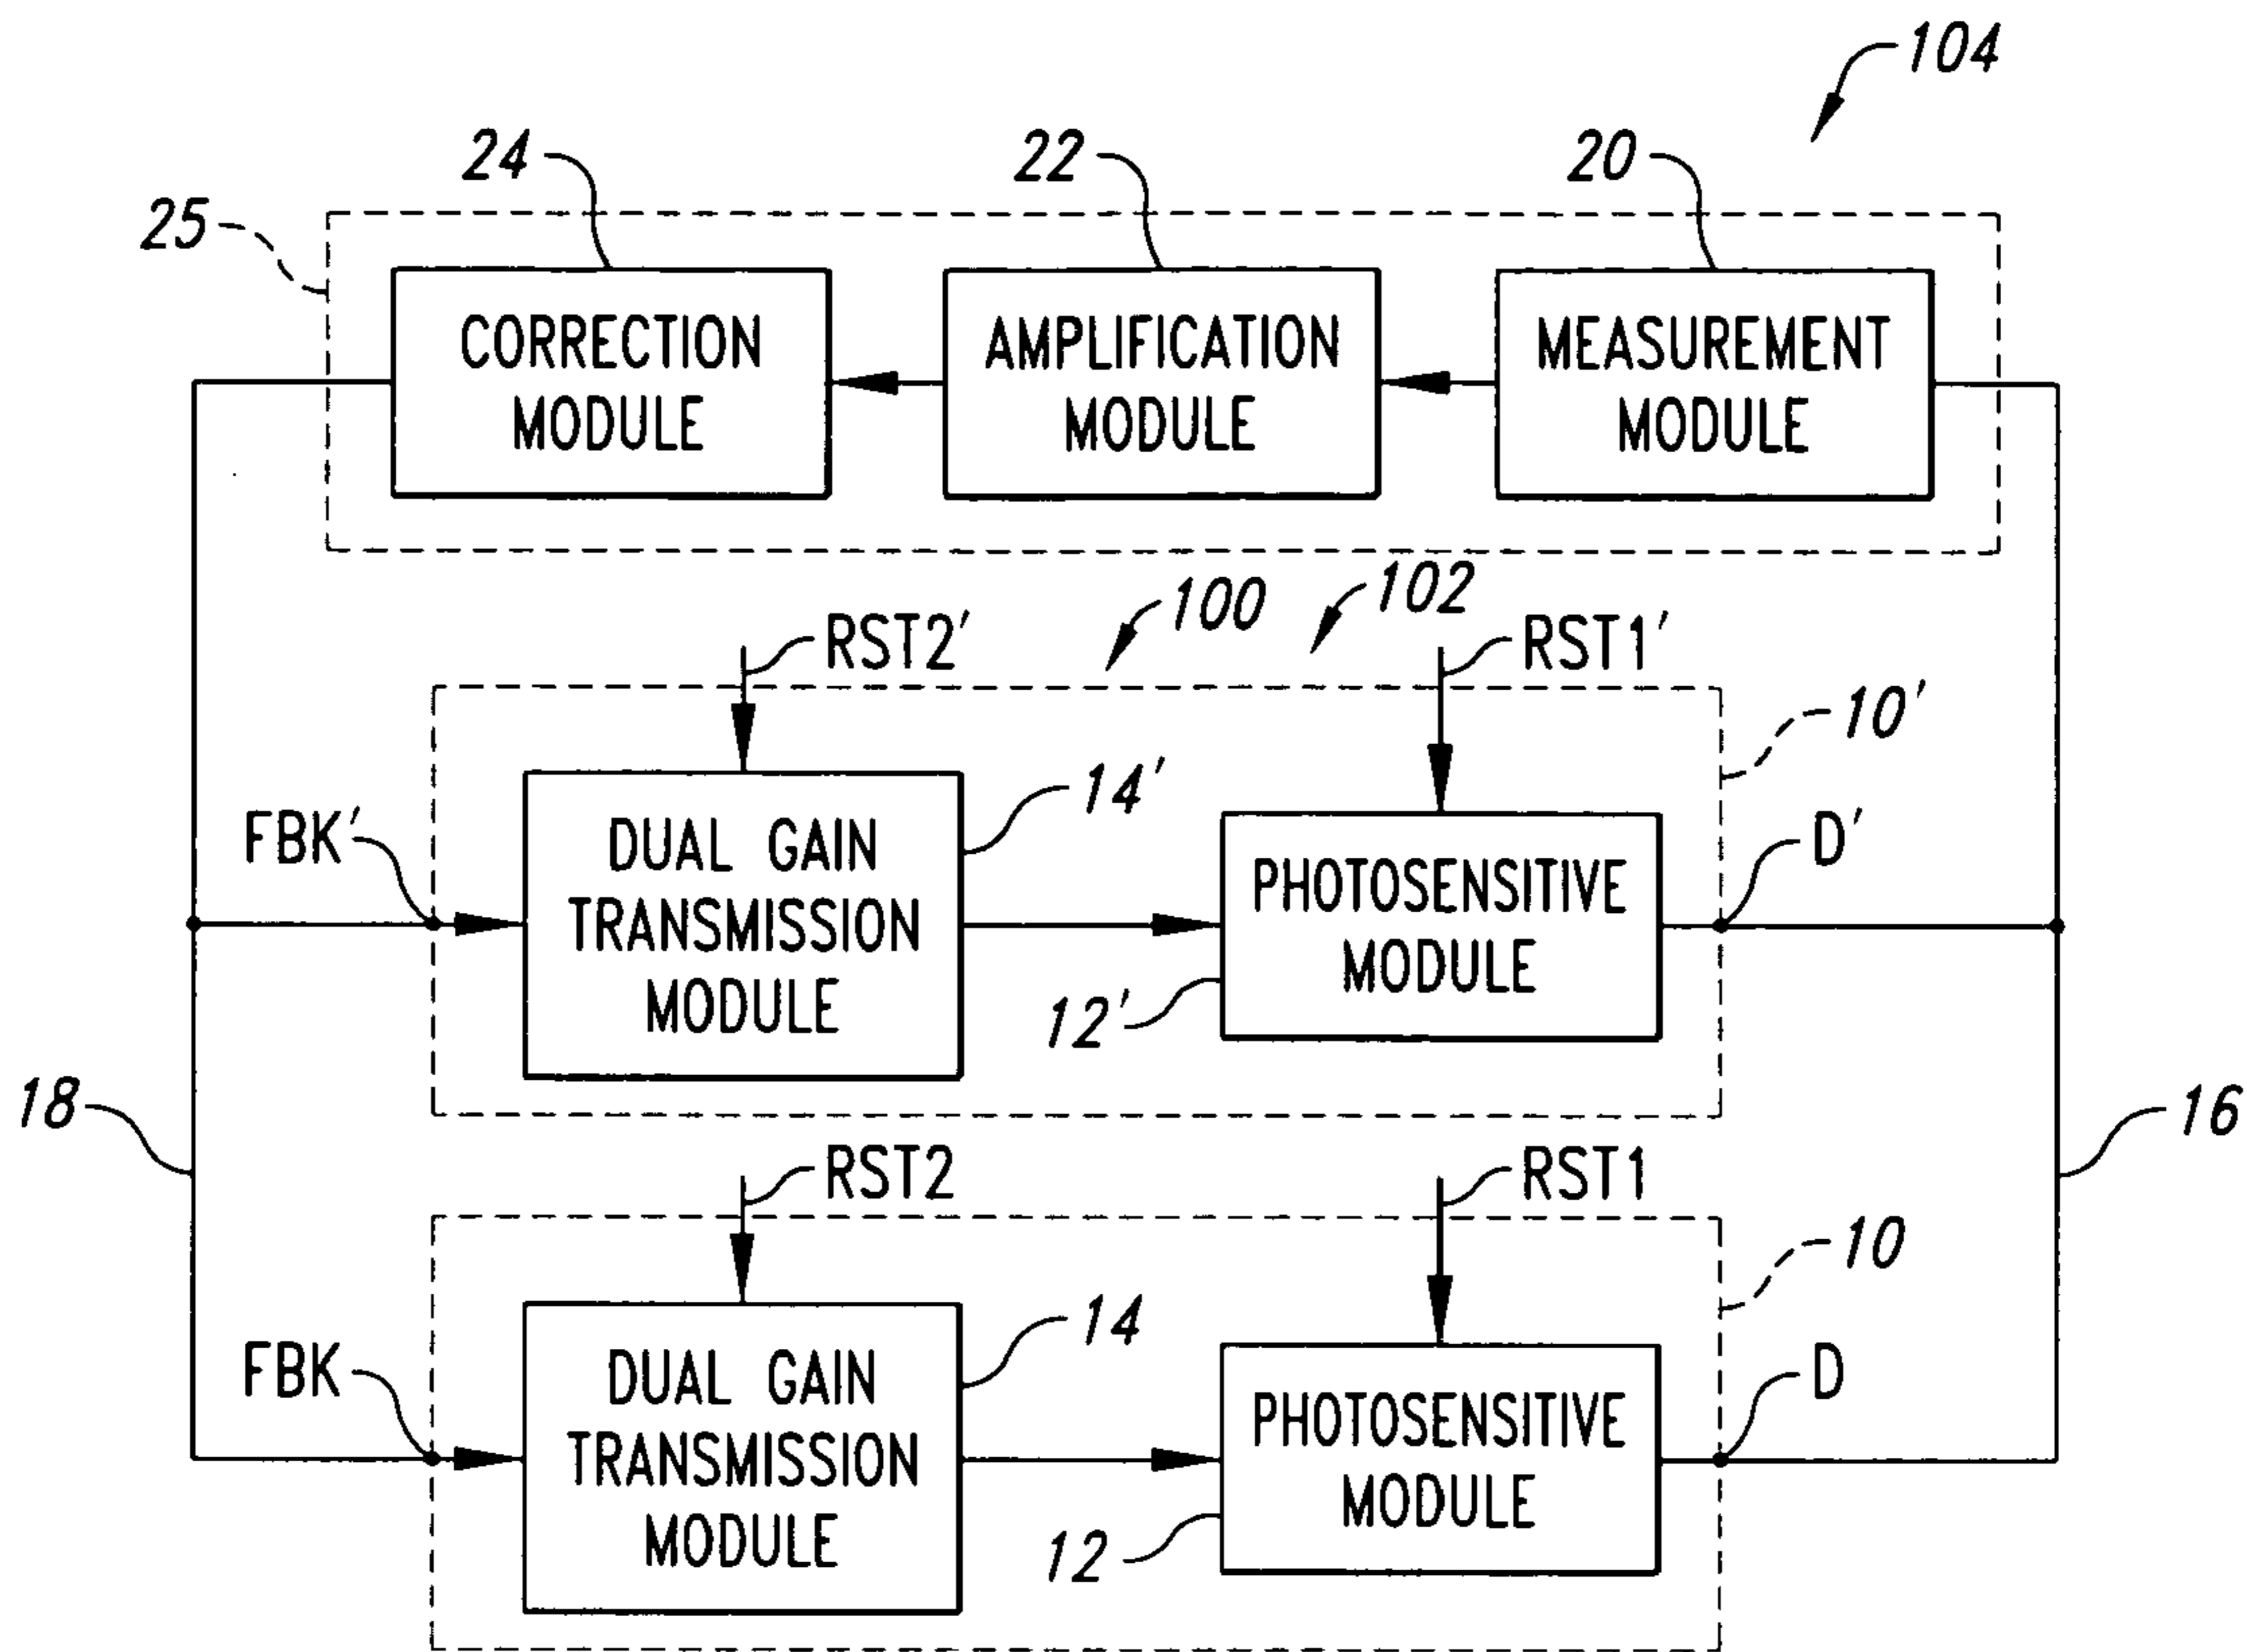 104
24
22
20
25
CORRECTION
MODULE
AMPLIFICATION
MODULE
MEASUREMENT
MODULE
100
102
RST2'
RST1'
10'
14'
FBK'
D'
DUAL GAIN
TRANSMISSION
MODULE
PHOTOSENSITIVE
MODULE
12'
18
16
RST2
RST1
10
14
FBK
D
DUAL GAIN
TRANSMISSION
MODULE
PHOTOSENSITIVE
MODULE
12